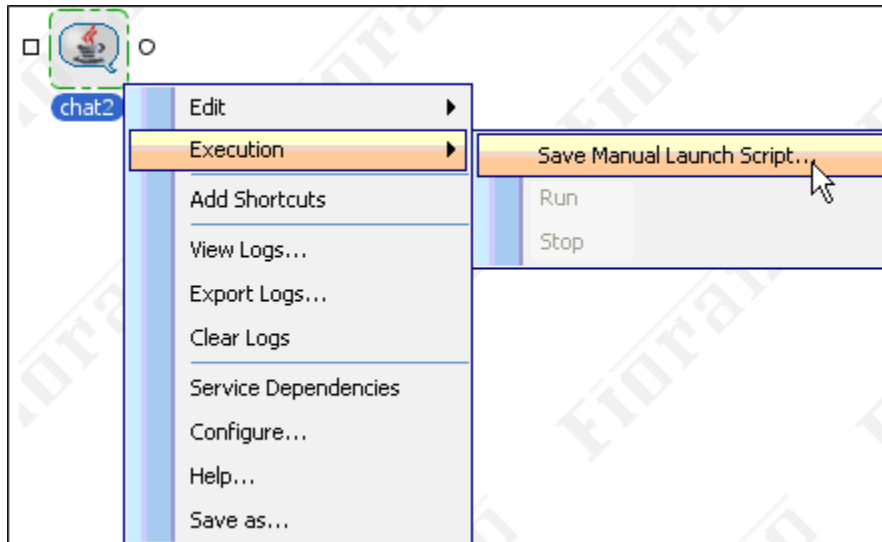 chat2
Edit
Execution
Add Shortcuts
View Logs...
Export Logs...
Clear Logs
Service Dependencies
Configure...
Help...
Save as...
Save Manual Launch Script...
Run
Stop
Fiorano